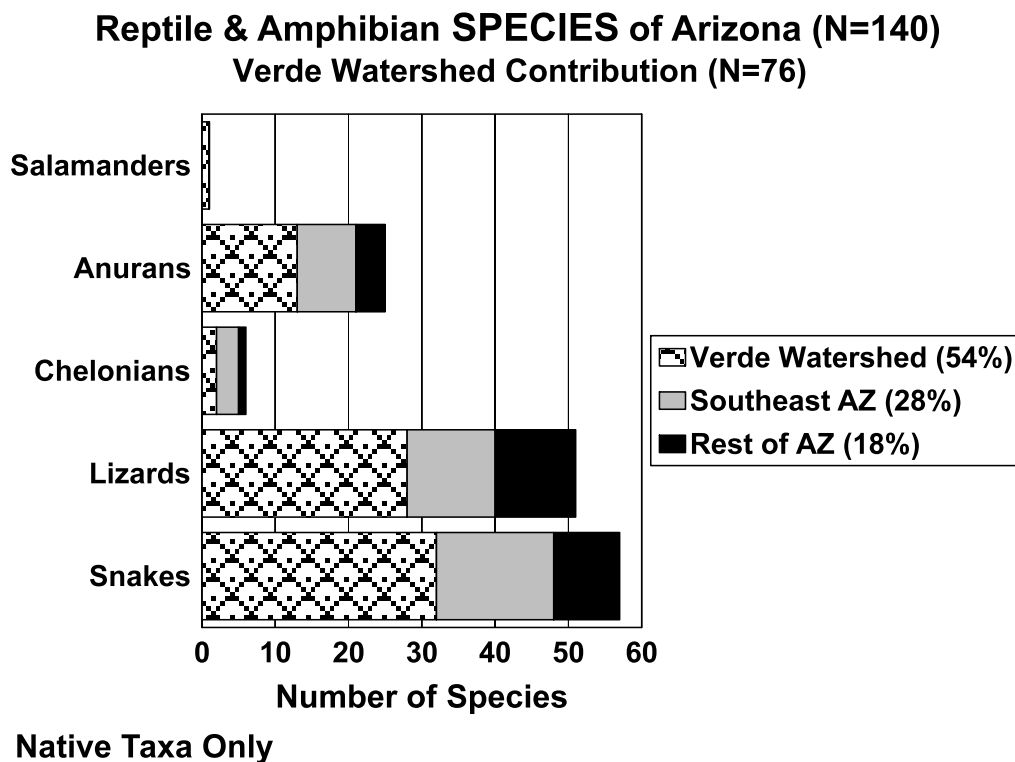 Reptile & Amphibian SPECIES of Arizona (N=140)
Verde Watershed Contribution (N=76)
Salamanders
Anurans
Chelonians
Lizards
Snakes
0 10 20 30 40 50 60
Number of Species
Verde Watershed (54%)
Southeast AZ (28%)
Rest of AZ (18%)
Native Taxa Only